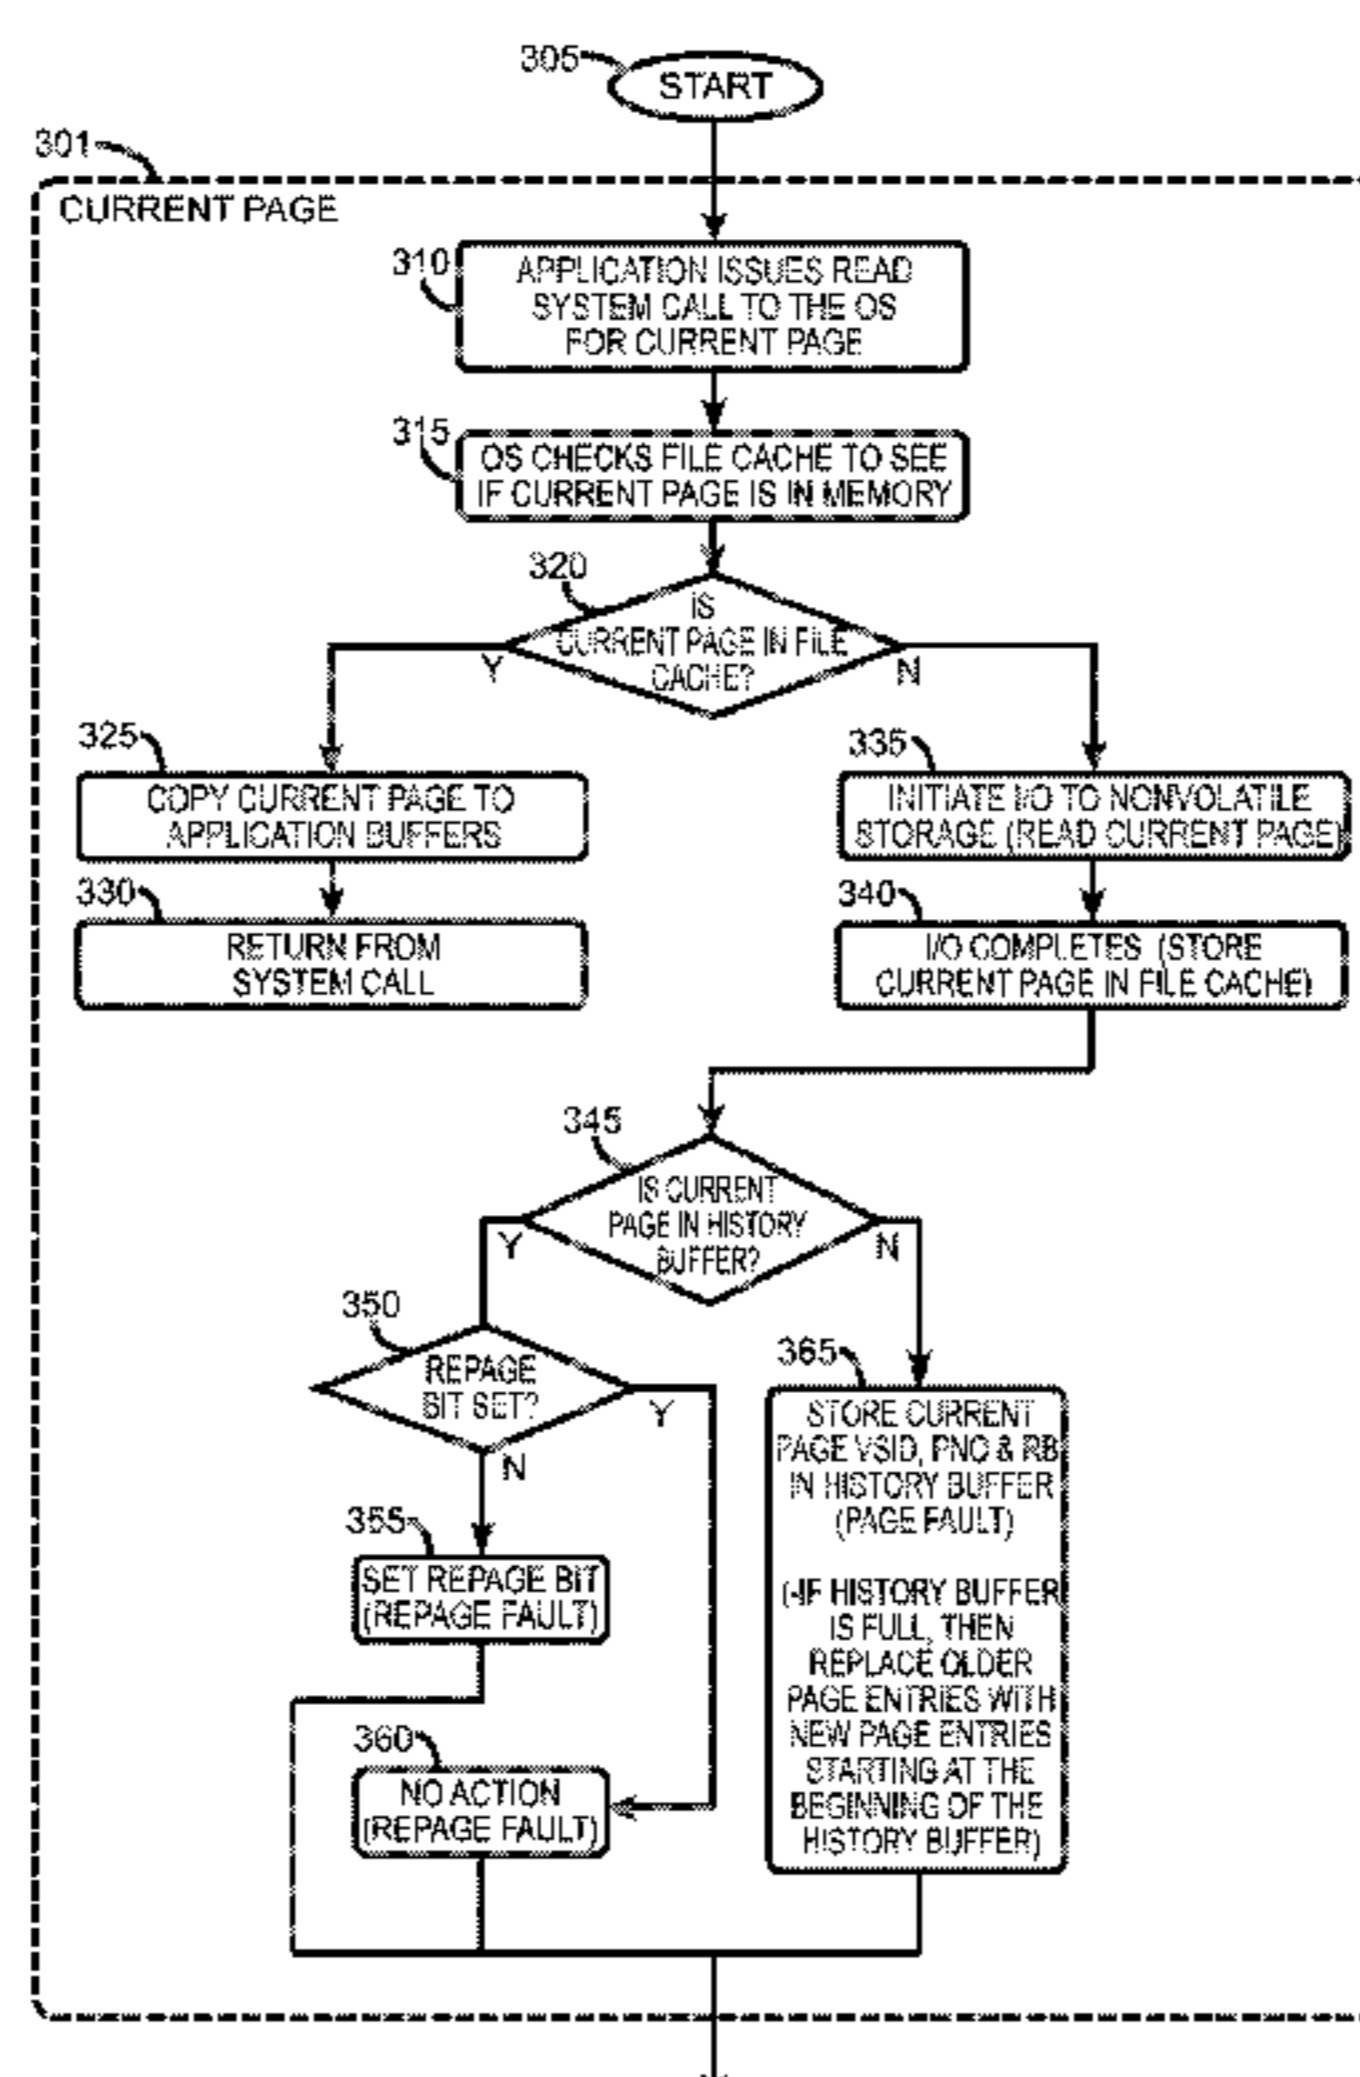 305
START
301
CURRENT PAGE
310
APPLICATION ISSUES READ
SYSTEM CALL TO THE OS
FOR CURRENT PAGE
315
OS CHECKS FILE CACHE TO SEE
IF CURRENT PAGE IS IN MEMORY
320
IS
CURRENT PAGE IN FILE
CACHE?
Y
N
325
COPY CURRENT PAGE TO
APPLICATION BUFFERS
330
RETURN FROM
SYSTEM CALL
335
INITIATE I/O TO NONVOLATILE
STORAGE (READ CURRENT PAGE)
340
I/O COMPLETES (STORE
CURRENT PAGE IN FILE CACHE)
345
IS CURRENT
PAGE IN HISTORY
BUFFER?
Y
N
350
REPAGE
BIT SET?
Y
N
355
SET REPAGE BIT
(REPAGE FAULT)
360
NO ACTION
(REPAGE FAULT)
365
STORE CURRENT
PAGE VSID, PNO & RB
IN HISTORY BUFFER
(PAGE FAULT)
(-IF HISTORY BUFFER
IS FULL, THEN
REPLACE OLDER
PAGE ENTRIES WITH
NEW PAGE ENTRIES
STARTING AT THE
BEGINNING OF THE
HISTORY BUFFER)